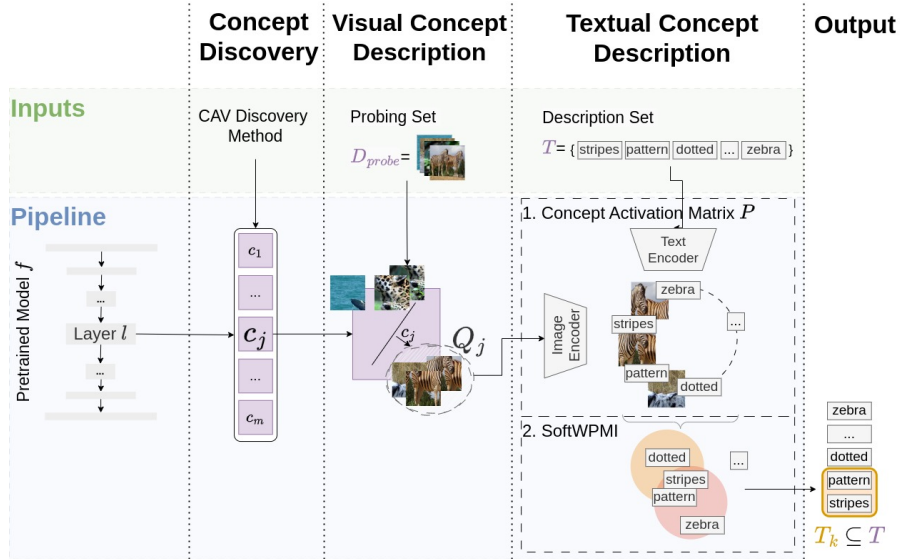 Concept
Discovery
Visual Concept
Description
Textual Concept
Description
Output
Inputs
CAV Discovery
Method
Probing Set
D_probe=
Description Set
T= { stripes pattern dotted ... zebra }
Pipeline
Pretrained Model f
...
Layer l
...
c_1
...
c_j
...
c_m
c_j
Q_j
1. Concept Activation Matrix P
Text
Encoder
Image
Encoder
zebra
stripes
...
pattern
dotted
2. SoftWPMI
dotted
...
stripes
pattern
zebra
zebra
...
dotted
pattern
stripes
T_k ⊆ T